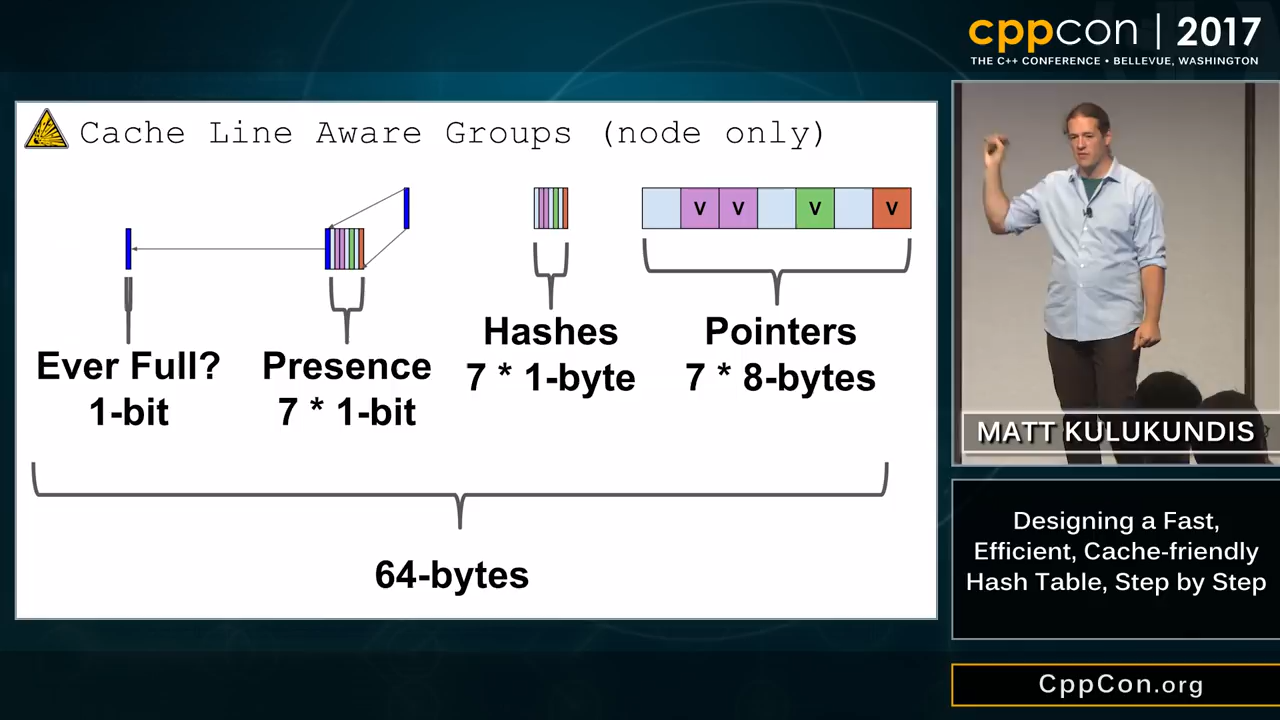 cppcon | 2017
THE C++ CONFERENCE • BELLEVUE, WASHINGTON
Cache Line Aware Groups (node only)
V V V V
Ever Full?
1-bit
Presence
7 * 1-bit
Hashes
7 * 1-byte
Pointers
7 * 8-bytes
64-bytes
MATT KULUKUNDIS
Designing a Fast,
Efficient, Cache-friendly
Hash Table, Step by Step
CppCon.org